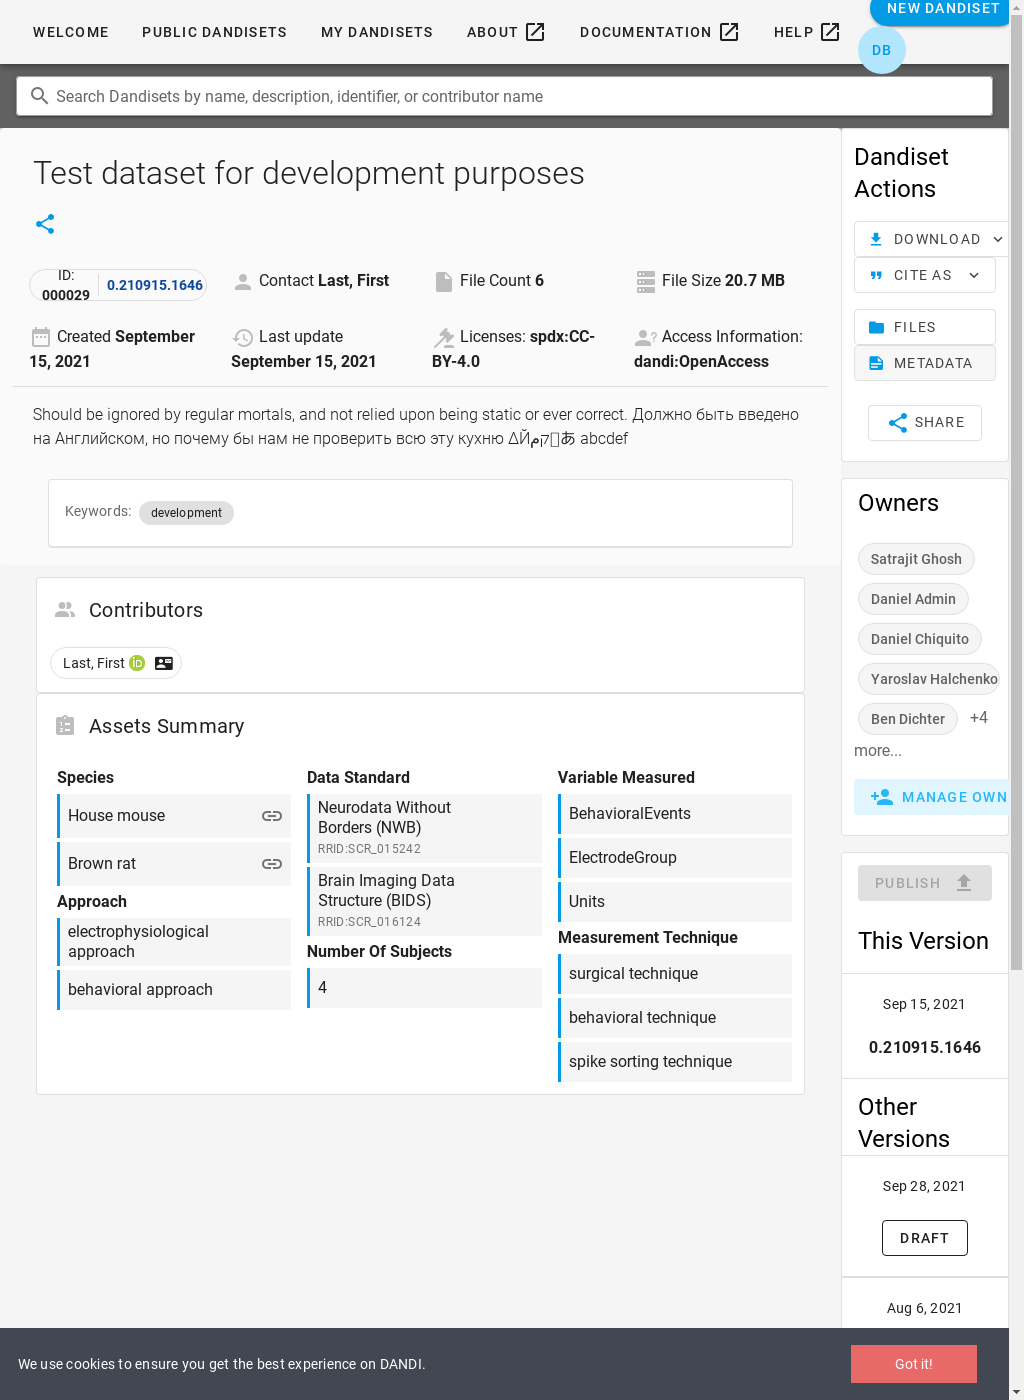 WELCOME PUBLIC DANDISETS MY DANDISETS ABOUT DOCUMENTATION HELP NEW DANDISET
DB
Search Dandisets by name, description, identifier, or contributor name
Test dataset for development purposes
ID: 000029 0.210915.1646
Contact Last, First
File Count 6
File Size 20.7 MB
Created September 15, 2021
Last update September 15, 2021
Licenses: spdx:CC-BY-4.0
Access Information: dandi:OpenAccess
Should be ignored by regular mortals, and not relied upon being static or ever correct. Должно быть введено
на Английском, но почему бы нам не проверить всю эту кухню ΔЙקم あ abcdef
Keywords: development
Contributors
Last, First
Assets Summary
Species
House mouse
Brown rat
Approach
electrophysiological
approach
behavioral approach
Data Standard
Neurodata Without
Borders (NWB)
RRID:SCR_015242
Brain Imaging Data
Structure (BIDS)
RRID:SCR_016124
Number Of Subjects
4
Variable Measured
BehavioralEvents
ElectrodeGroup
Units
Measurement Technique
surgical technique
behavioral technique
spike sorting technique
Dandiset
Actions
DOWNLOAD
CITE AS
FILES
METADATA
SHARE
Owners
Satrajit Ghosh
Daniel Admin
Daniel Chiquito
Yaroslav Halchenko
Ben Dichter +4
more...
MANAGE OWN
PUBLISH
This Version
Sep 15, 2021
0.210915.1646
Other
Versions
Sep 28, 2021
DRAFT
Aug 6, 2021
We use cookies to ensure you get the best experience on DANDI.
Got it!